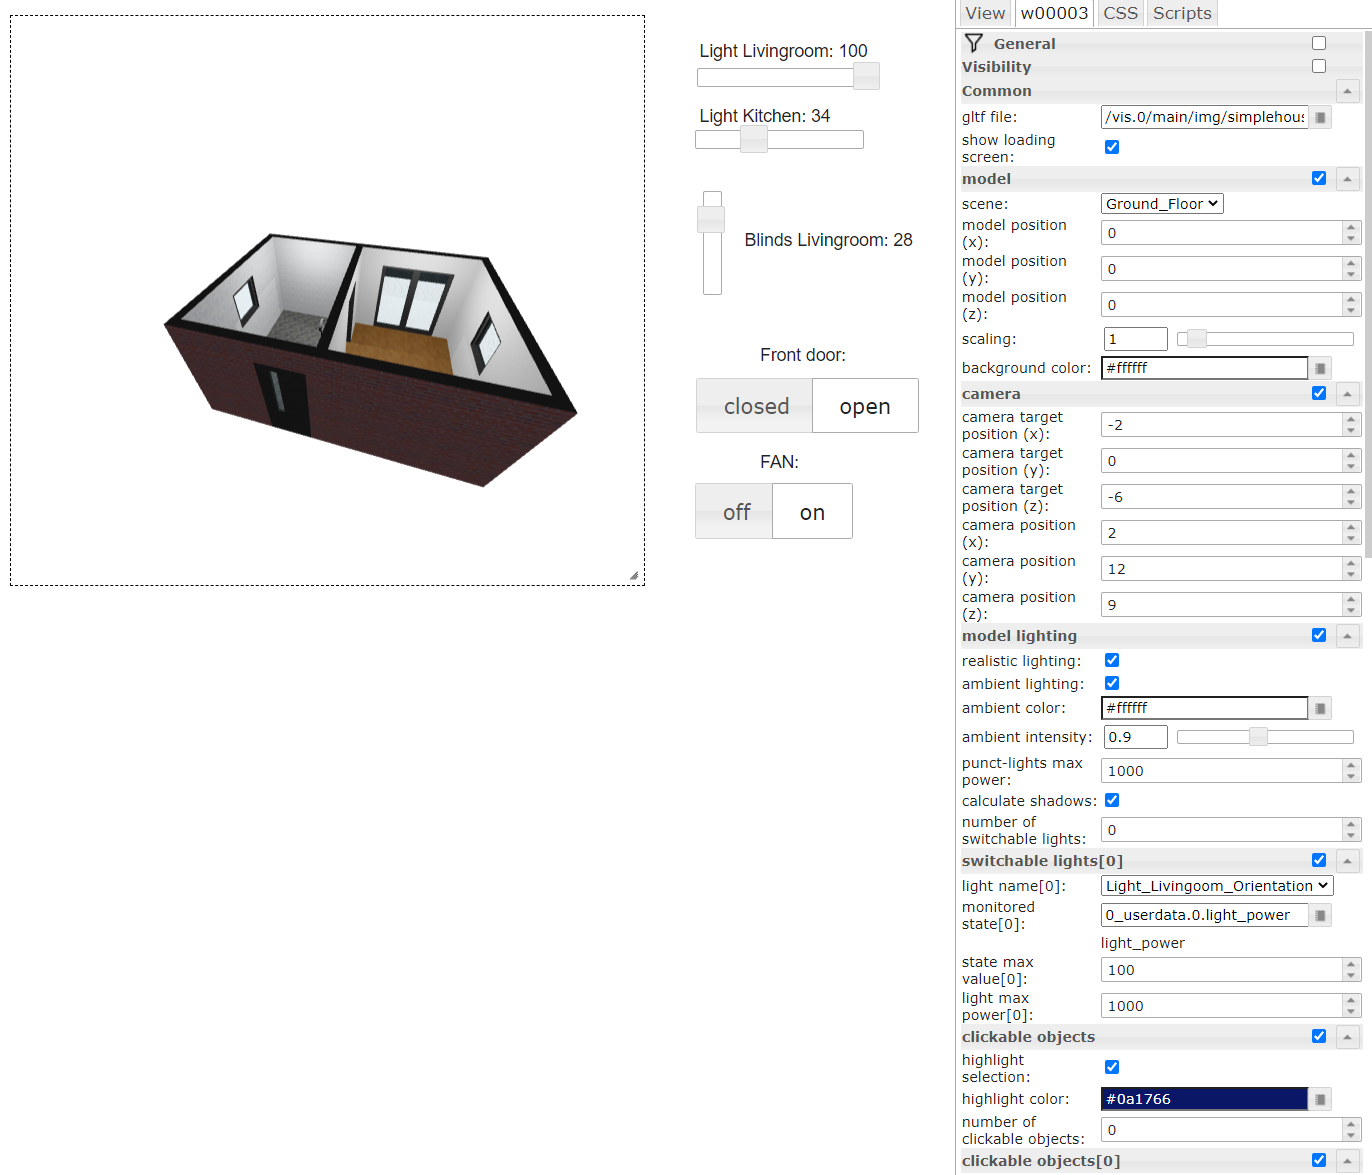 Light Livingroom: 100
Light Kitchen: 34
Blinds Livingroom: 28
Front door:
closed open
FAN:
off on
View w00003 CSS Scripts
General
Visibility
Common
gltf file: /vis.0/main/img/simplehous
show loading
screen:
model
scene: Ground_Floor
model position
(x): 0
model position
(y): 0
model position
(z): 0
scaling: 1
background color: #ffffff
camera
camera target
position (x): -2
camera target
position (y): 0
camera target
position (z): -6
camera position
(x): 2
camera position
(y): 12
camera position
(z): 9
model lighting
realistic lighting:
ambient lighting:
ambient color: #ffffff
ambient intensity: 0.9
punct-lights max
power: 1000
calculate shadows:
number of
switchable lights: 0
switchable lights[0]
light name[0]: Light_Livingoom_Orientation
monitored
state[0]: 0_userdata.0.light_power
light_power
state max
value[0]: 100
light max
power[0]: 1000
clickable objects
highlight
selection:
highlight color: #0a1766
number of
clickable objects: 0
clickable objects[0]